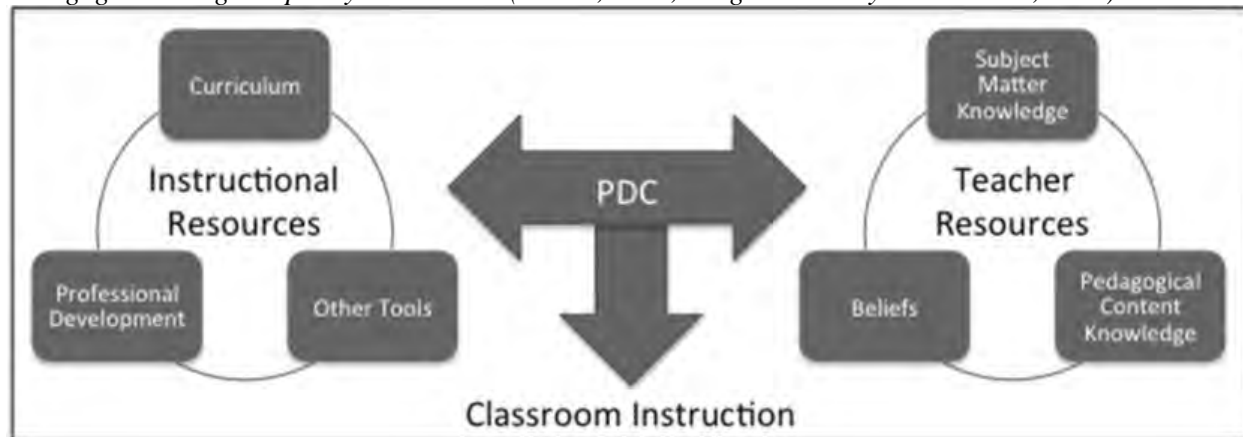 Curriculum
Instructional
Resources
Professional
Development
Other Tools
PDC
Classroom Instruction
Subject
Matter
Knowledge
Teacher
Resources
Beliefs
Pedagogical
Content
Knowledge